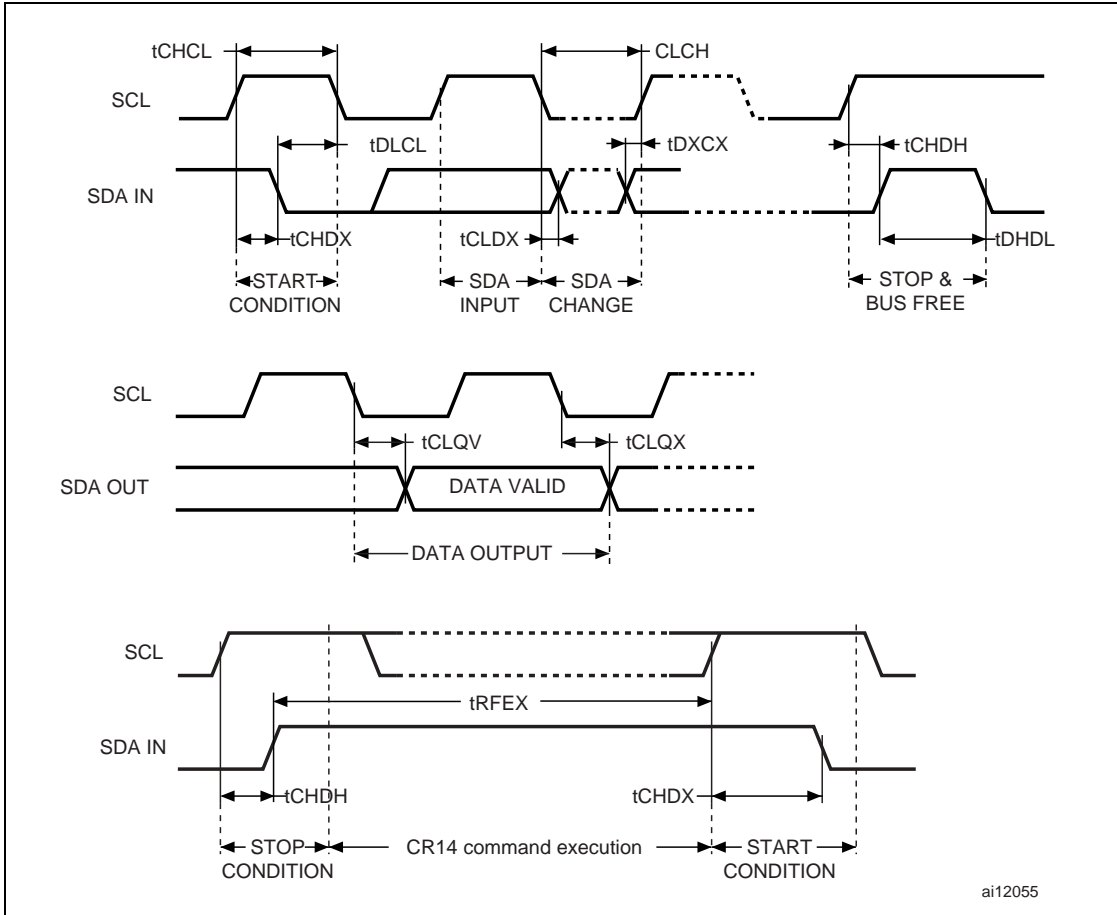 tCHCL
CLCH
SCL
tDLCL
tDXCX
tCHDH
SDA IN
tCHDX
tCLDX
tDHDL
START
CONDITION
SDA
INPUT
SDA
CHANGE
STOP &
BUS FREE
SCL
tCLQV
tCLQX
SDA OUT
DATA VALID
DATA OUTPUT
SCL
tRFEX
SDA IN
tCHDH
tCHDX
STOP
CONDITION
CR14 command execution
START
CONDITION
ai12055